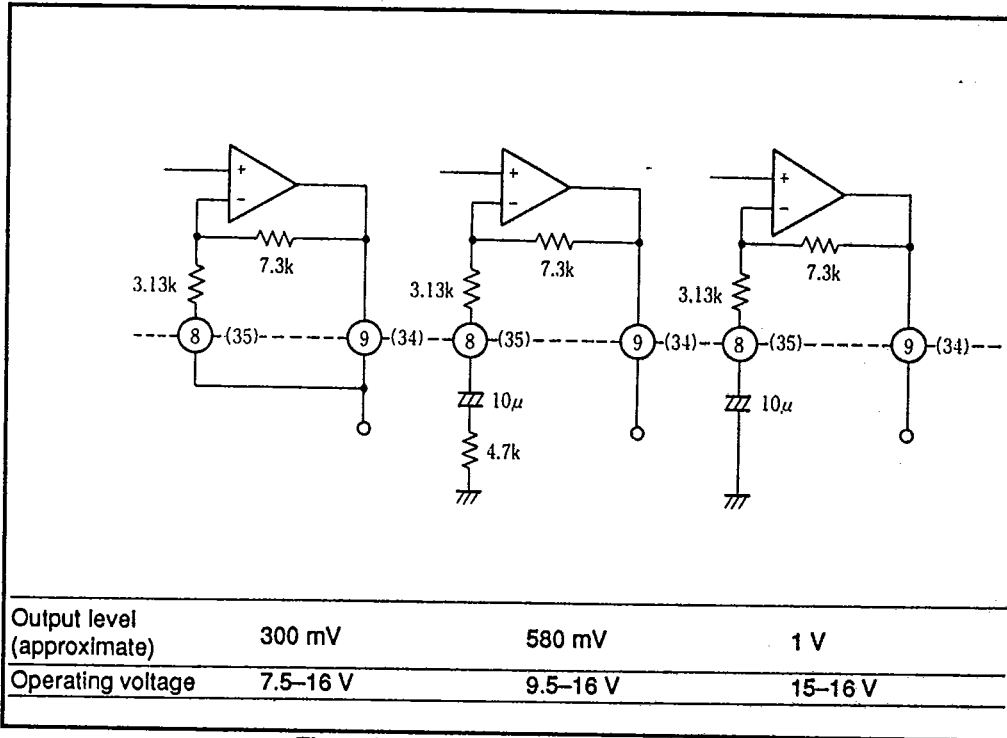 + + +
− − −
7.3k 7.3k 7.3k
3.13k 3.13k 3.13k
8 (35) 9 (34) 8 (35) 9 (34) 8 (35) 9 (34)
10μ 10μ
4.7k
Output level
(approximate) 300 mV 580 mV 1 V
Operating voltage 7.5–16 V 9.5–16 V 15–16 V